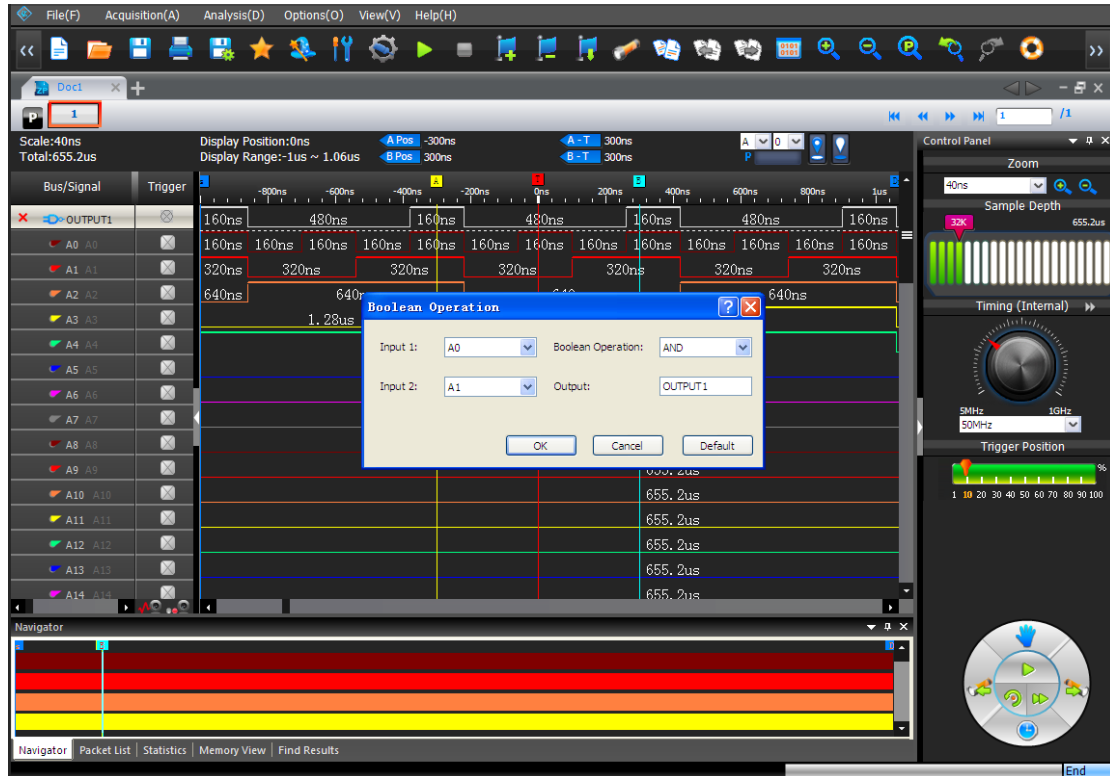 File(F) Acquisition(A) Analysis(D) Options(O) View(V) Help(H)
Doc1
P 1 1 /1
Scale:40ns Display Position:0ns A Pos -300ns A - T 300ns A 0
Total:655.2us Display Range:-1us ~ 1.06us B Pos 300ns B - T 300ns P
Control Panel
Zoom
40ns
Sample Depth
32K 655.2us
Timing (Internal)
5MHz 1GHz
50MHz
Trigger Position
%
1 10 20 30 40 50 60 70 80 90 100
Bus/Signal Trigger -800ns -600ns -400ns A -200ns T 0ns 200ns B 400ns 600ns 800ns 1us
OUTPUT1 160ns 480ns 160ns 480ns 160ns 480ns 160ns
A0 A0 160ns 160ns 160ns 160ns 160ns 160ns 160ns 160ns 160ns 160ns 160ns 160ns 160ns
A1 A1 320ns 320ns 320ns 320ns 320ns 320ns 320ns
A2 A2 640ns 640ns
A3 A3 1.28us
A4 A4
A5 A5
A6 A6
A7 A7
A8 A8
A9 A9 655.2us
A10 A10 655.2us
A11 A11 655.2us
A12 A12 655.2us
A13 A13 655.2us
A14 A14 655.2us
Boolean Operation
Input 1: A0 Boolean Operation: AND
Input 2: A1 Output: OUTPUT1
OK Cancel Default
Navigator
Navigator Packet List Statistics Memory View Find Results
End